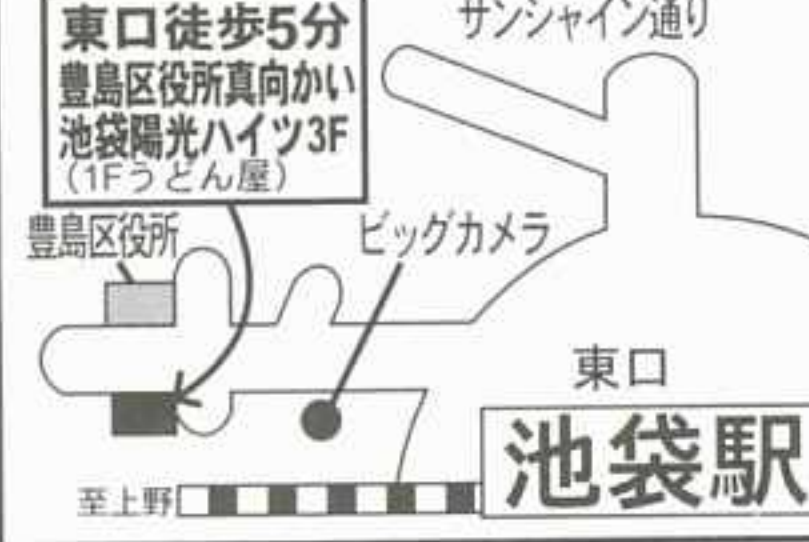 東口徒歩5分
豊島区役所真向かい
池袋陽光ハイツ3F
(1Fうどん屋)
サンシャイン通り
豊島区役所
ビッグカメラ
東口
池袋駅
至上野